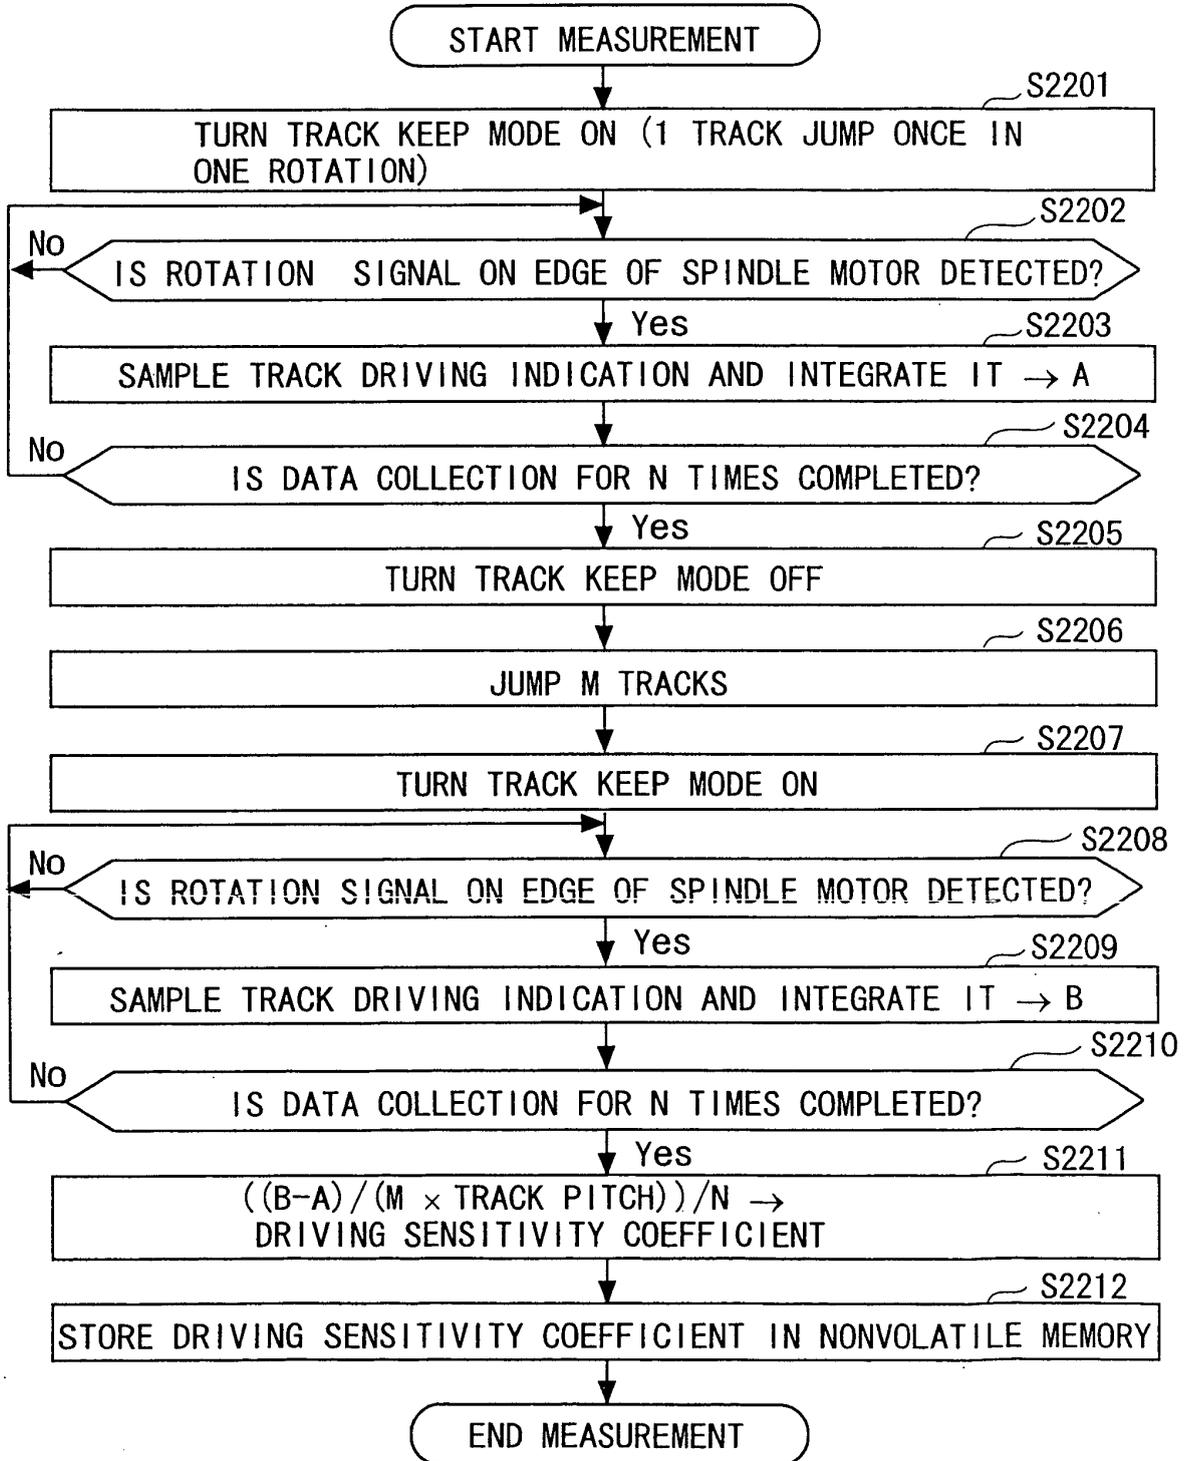 START MEASUREMENT
S2201
TURN TRACK KEEP MODE ON (1 TRACK JUMP ONCE IN
ONE ROTATION)
S2202
No
IS ROTATION SIGNAL ON EDGE OF SPINDLE MOTOR DETECTED?
Yes
S2203
SAMPLE TRACK DRIVING INDICATION AND INTEGRATE IT → A
S2204
No
IS DATA COLLECTION FOR N TIMES COMPLETED?
Yes
S2205
TURN TRACK KEEP MODE OFF
S2206
JUMP M TRACKS
S2207
TURN TRACK KEEP MODE ON
S2208
No
IS ROTATION SIGNAL ON EDGE OF SPINDLE MOTOR DETECTED?
Yes
S2209
SAMPLE TRACK DRIVING INDICATION AND INTEGRATE IT → B
S2210
No
IS DATA COLLECTION FOR N TIMES COMPLETED?
Yes
S2211
((B-A)/(M × TRACK PITCH))/N →
DRIVING SENSITIVITY COEFFICIENT
S2212
STORE DRIVING SENSITIVITY COEFFICIENT IN NONVOLATILE MEMORY
END MEASUREMENT